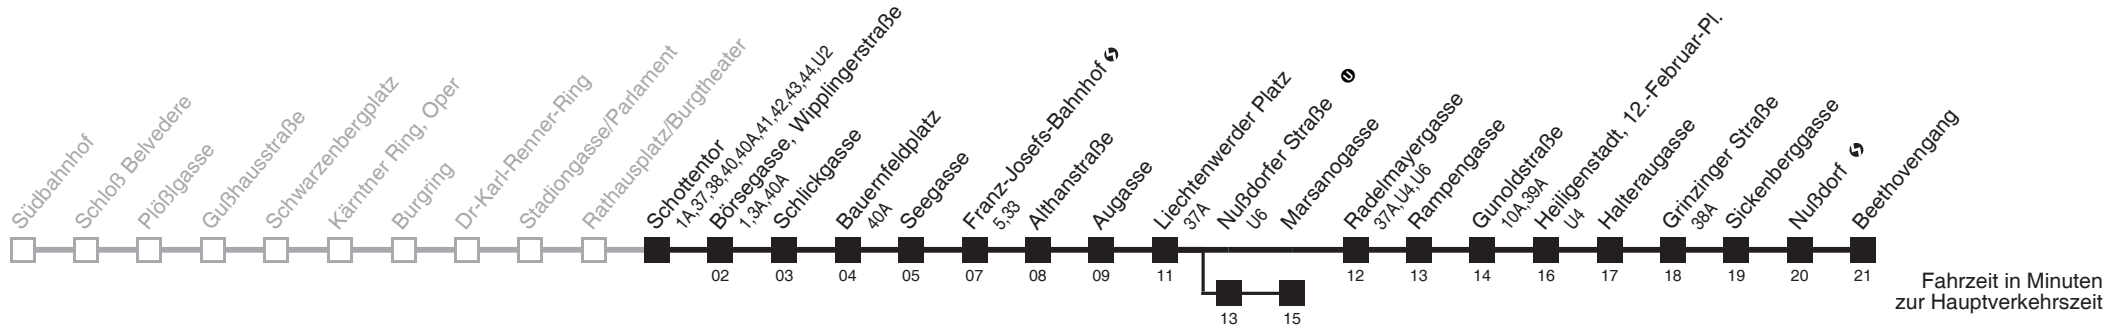 Südbahnhof
Schloß Belvedere
Plößlgasse
Gußhausstraße
Schwarzenbergplatz
Kärntner Ring, Oper
Burgring
Dr-Karl-Renner-Ring
Stadiongasse/Parlament
Rathausplatz/Burgtheater
Schottentor
1A,37,38,40,40A,41,42,43,44,U2
Börsegasse, Wipplingerstraße
1,3A,40A
Schlickgasse
Bauernfeldplatz
40A
Seegasse
Franz-Josefs-Bahnhof
5,33
Althanstraße
Augasse
Liechtenwerder Platz
37A
Nußdorfer Straße U
U6
Marsanogasse
Radelmayergasse
37A,U4,U6
Rampengasse
Gunoldstraße
10A,39A
Heiligenstadt, 12.-Februar-Pl.
U4
Halteraugasse
Grinzinger Straße
38A
Sickenberggasse
Nußdorf
Beethovengang
02 03 04 05 07 08 09 11 12 13 14 16 17 18 19 20 21
13 15
Fahrzeit in Minuten
zur Hauptverkehrszeit